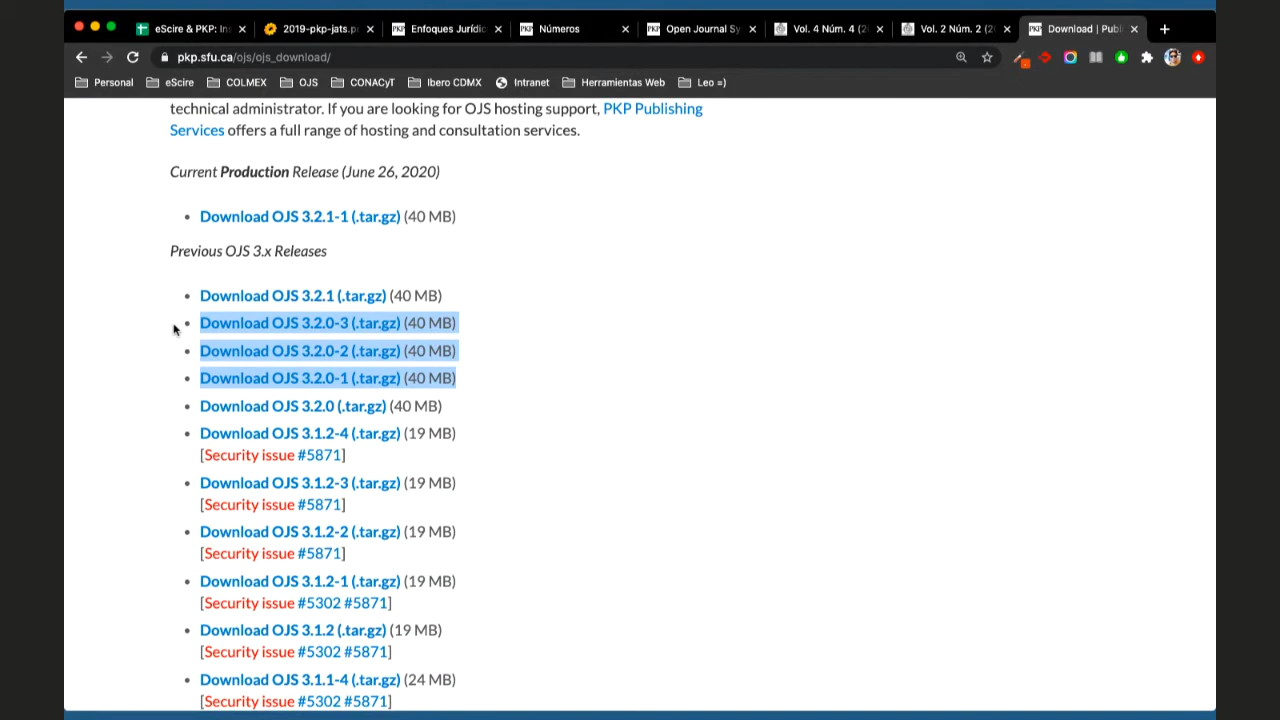 eScire & PKP: In
2019-pkp-jats.po
PKP Enfoques Jurídic
PKP Números
PKP Open Journal Sy
Vol. 4 Núm. 4 (2
Vol. 2 Núm. 2 (20
PKP Download | Publ
pkp.sfu.ca/ojs/ojs_download/
Personal
eScire
COLMEX
OJS
CONACyT
Ibero CDMX
Intranet
Herramientas Web
Leo =)
technical administrator. If you are looking for OJS hosting support, PKP Publishing
Services offers a full range of hosting and consultation services.
Current Production Release (June 26, 2020)
• Download OJS 3.2.1-1 (.tar.gz) (40 MB)
Previous OJS 3.x Releases
• Download OJS 3.2.1 (.tar.gz) (40 MB)
• Download OJS 3.2.0-3 (.tar.gz) (40 MB)
• Download OJS 3.2.0-2 (.tar.gz) (40 MB)
• Download OJS 3.2.0-1 (.tar.gz) (40 MB)
• Download OJS 3.2.0 (.tar.gz) (40 MB)
• Download OJS 3.1.2-4 (.tar.gz) (19 MB)
[Security issue #5871]
• Download OJS 3.1.2-3 (.tar.gz) (19 MB)
[Security issue #5871]
• Download OJS 3.1.2-2 (.tar.gz) (19 MB)
[Security issue #5871]
• Download OJS 3.1.2-1 (.tar.gz) (19 MB)
[Security issue #5302 #5871]
• Download OJS 3.1.2 (.tar.gz) (19 MB)
[Security issue #5302 #5871]
• Download OJS 3.1.1-4 (.tar.gz) (24 MB)
[Security issue #5302 #5871]